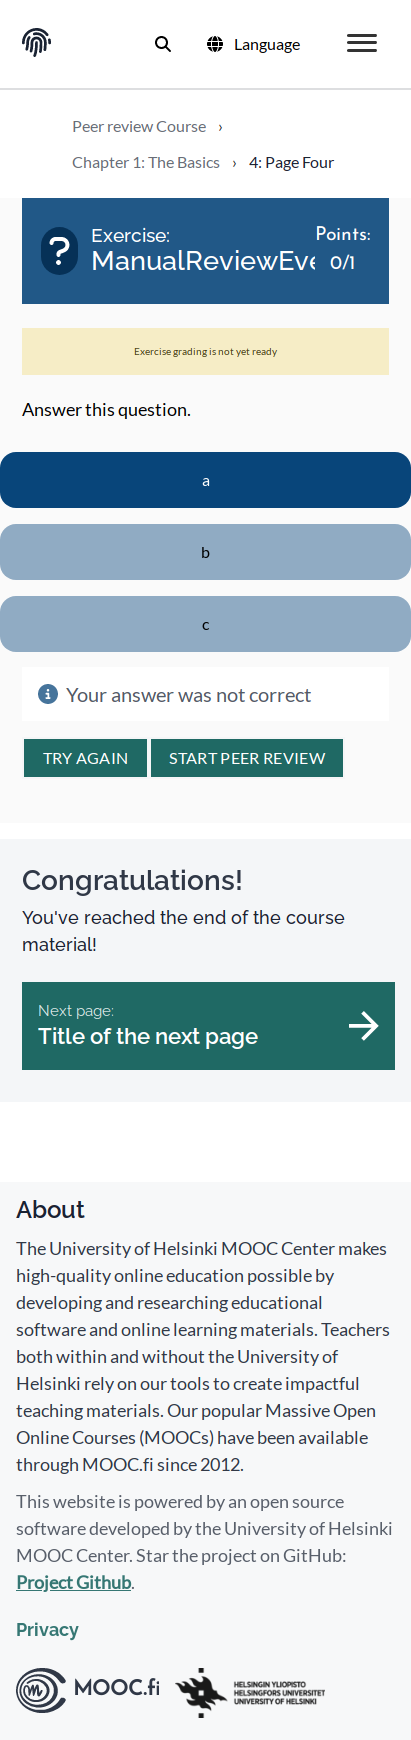 Language
Peer review Course ›
Chapter 1: The Basics › 4: Page Four
Exercise:
ManualReviewEve
Points:
0/1
Exercise grading is not yet ready
Answer this question.
a
b
c
Your answer was not correct
TRY AGAIN
START PEER REVIEW
Congratulations!
You've reached the end of the course
material!
Next page:
Title of the next page
About
The University of Helsinki MOOC Center makes
high-quality online education possible by
developing and researching educational
software and online learning materials. Teachers
both within and without the University of
Helsinki rely on our tools to create impactful
teaching materials. Our popular Massive Open
Online Courses (MOOCs) have been available
through MOOC.fi since 2012.
This website is powered by an open source
software developed by the University of Helsinki
MOOC Center. Star the project on GitHub:
Project Github.
Privacy
MOOC.fi
HELSINGIN YLIOPISTO
HELSINGFORS UNIVERSITET
UNIVERSITY OF HELSINKI